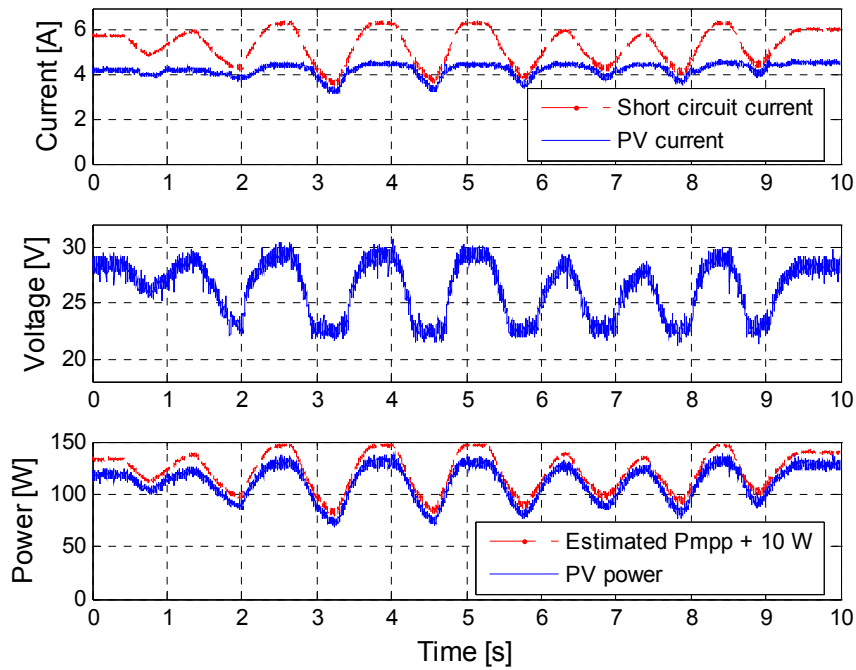 Current [A]
6
4
2
0
Short circuit current
PV current
0 1 2 3 4 5 6 7 8 9 10
Voltage [V]
30
25
20
0 1 2 3 4 5 6 7 8 9 10
Power [W]
150
100
50
0
Estimated Pmpp + 10 W
PV power
0 1 2 3 4 5 6 7 8 9 10
Time [s]